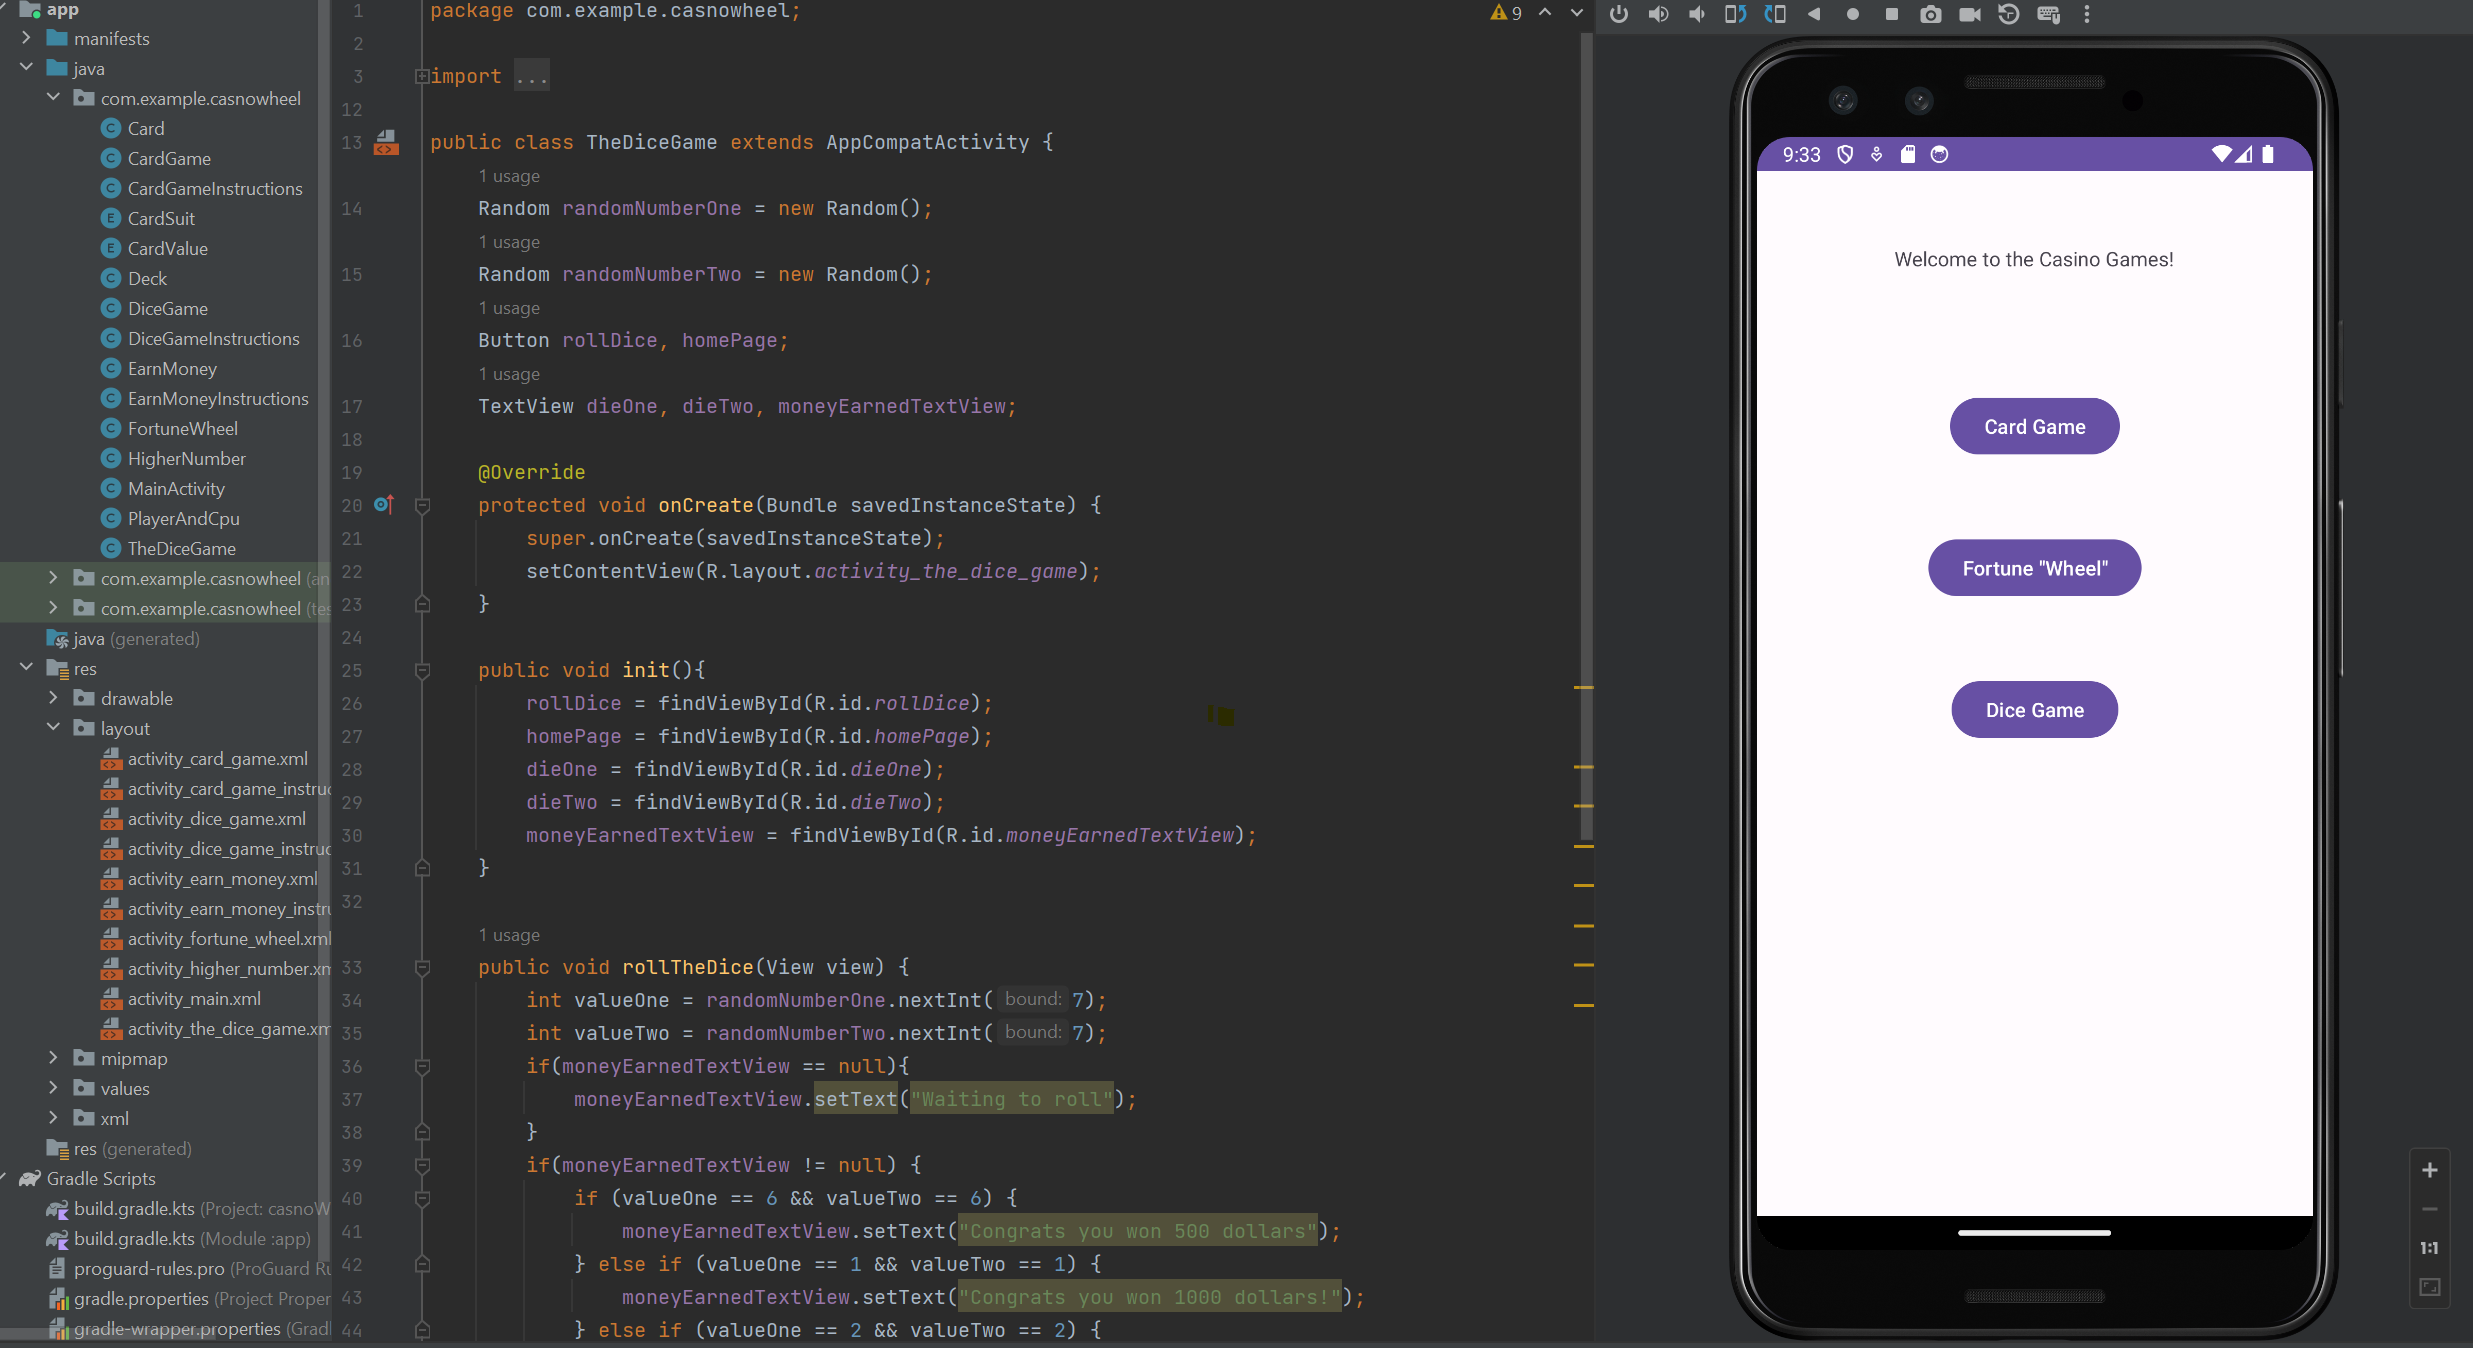 app
manifests
java
com.example.casnowheel
Card
CardGame
CardGameInstructions
CardSuit
CardValue
Deck
DiceGame
DiceGameInstructions
EarnMoney
EarnMoneyInstructions
FortuneWheel
HigherNumber
MainActivity
PlayerAndCpu
TheDiceGame
com.example.casnowheel (an
com.example.casnowheel (tes
java (generated)
res
drawable
layout
activity_card_game.xml
activity_card_game_instruc
activity_dice_game.xml
activity_dice_game_instruc
activity_earn_money.xml
activity_earn_money_instru
activity_fortune_wheel.xml
activity_higher_number.xm
activity_main.xml
activity_the_dice_game.xm
mipmap
values
xml
res (generated)
Gradle Scripts
build.gradle.kts (Project: casnoW
build.gradle.kts (Module :app)
proguard-rules.pro (ProGuard Ru
gradle.properties (Project Proper
gradle-wrapper.properties (Gradl
1 package com.example.casnowheel;
2
3 import ...
12
13 public class TheDiceGame extends AppCompatActivity {
1 usage
14 Random randomNumberOne = new Random();
1 usage
15 Random randomNumberTwo = new Random();
1 usage
16 Button rollDice, homePage;
1 usage
17 TextView dieOne, dieTwo, moneyEarnedTextView;
18
19 @Override
20 protected void onCreate(Bundle savedInstanceState) {
21 super.onCreate(savedInstanceState);
22 setContentView(R.layout.activity_the_dice_game);
23 }
24
25 public void init(){
26 rollDice = findViewById(R.id.rollDice);
27 homePage = findViewById(R.id.homePage);
28 dieOne = findViewById(R.id.dieOne);
29 dieTwo = findViewById(R.id.dieTwo);
30 moneyEarnedTextView = findViewById(R.id.moneyEarnedTextView);
31 }
32
1 usage
33 public void rollTheDice(View view) {
34 int valueOne = randomNumberOne.nextInt( bound: 7);
35 int valueTwo = randomNumberTwo.nextInt( bound: 7);
36 if(moneyEarnedTextView == null){
37 moneyEarnedTextView.setText("Waiting to roll");
38 }
39 if(moneyEarnedTextView != null) {
40 if (valueOne == 6 && valueTwo == 6) {
41 moneyEarnedTextView.setText("Congrats you won 500 dollars");
42 } else if (valueOne == 1 && valueTwo == 1) {
43 moneyEarnedTextView.setText("Congrats you won 1000 dollars!");
44 } else if (valueOne == 2 && valueTwo == 2) {
9
9:33
Welcome to the Casino Games!
Card Game
Fortune "Wheel"
Dice Game
1:1